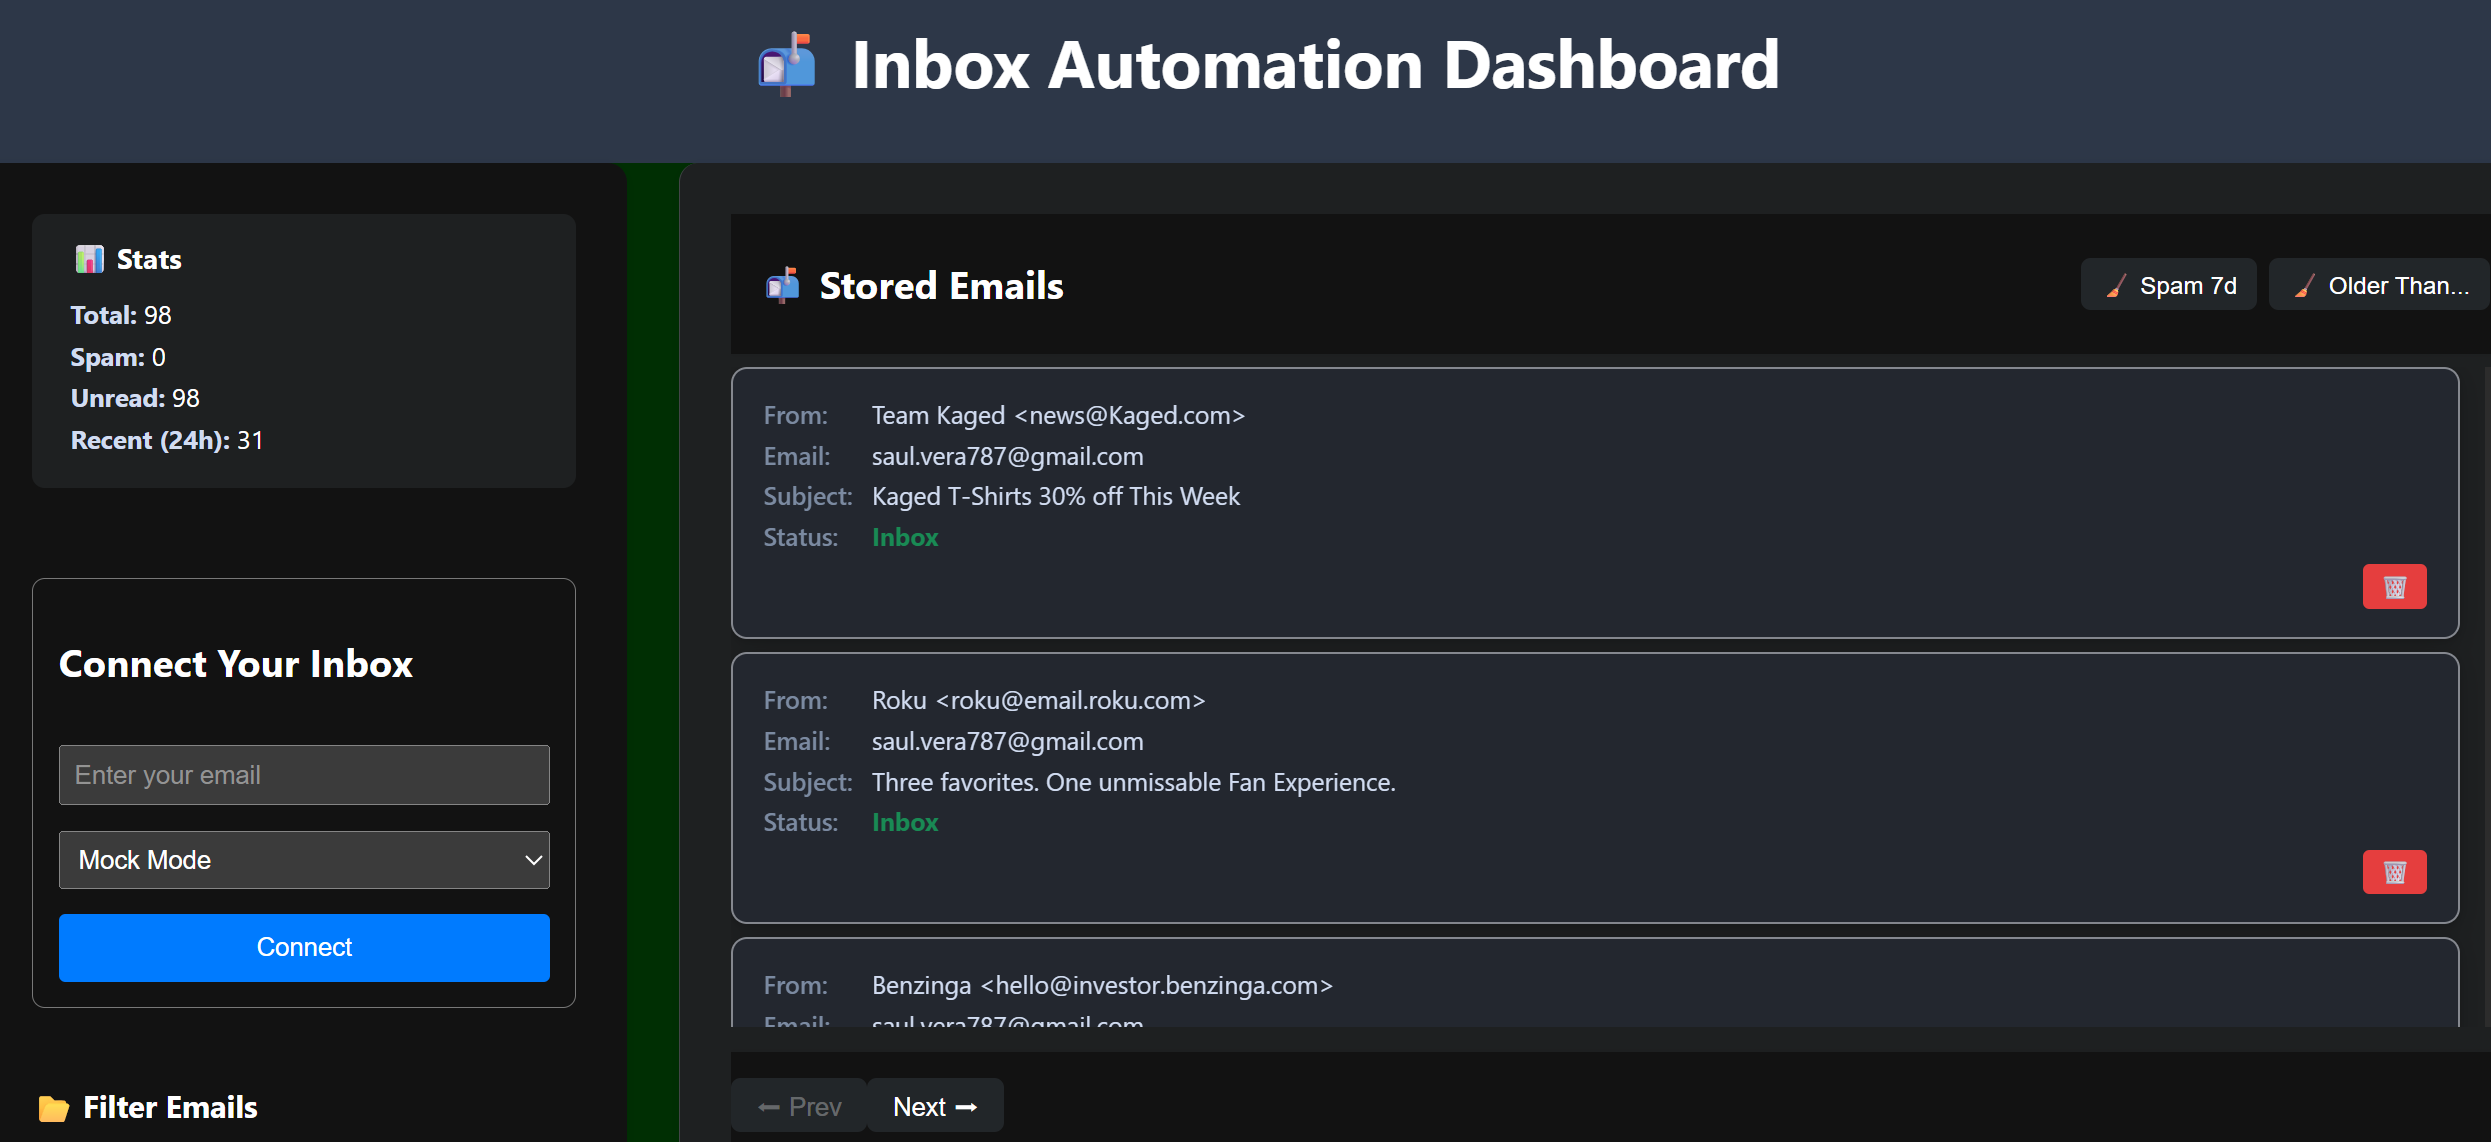 Inbox Automation Dashboard
Stats
Total: 98
Spam: 0
Unread: 98
Recent (24h): 31
Connect Your Inbox
Enter your email
Mock Mode
Connect
Filter Emails
Stored Emails
Spam 7d
Older Than...
From: Team Kaged <news@Kaged.com>
Email: saul.vera787@gmail.com
Subject: Kaged T-Shirts 30% off This Week
Status: Inbox
From: Roku <roku@email.roku.com>
Email: saul.vera787@gmail.com
Subject: Three favorites. One unmissable Fan Experience.
Status: Inbox
From: Benzinga <hello@investor.benzinga.com>
Email: saul.vera787@gmail.com
⬅ Prev
Next ➡